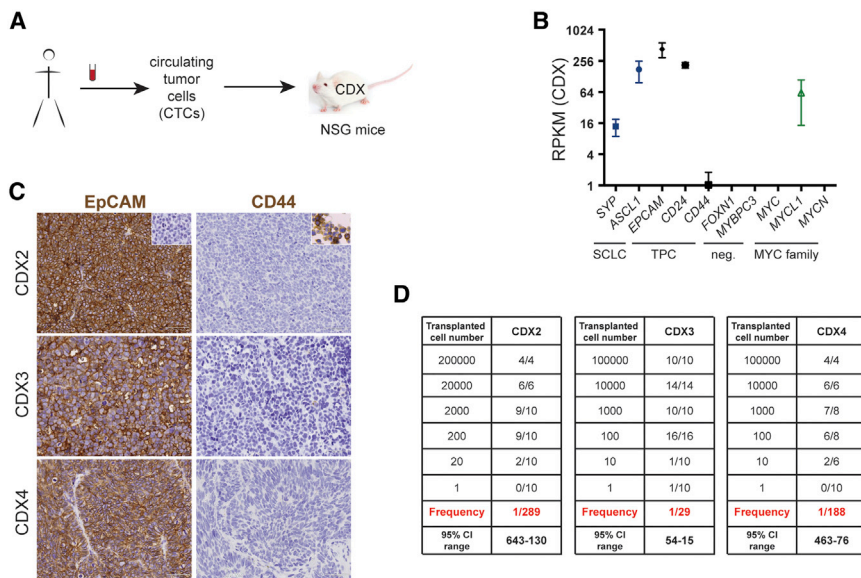 A
circulating
tumor
cells
(CTCs)
CDX
NSG mice
B
RPKM (CDX)
1024
256
64
16
4
1
SYP
ASCL1
EPCAM
CD24
CD44
FOXN1
MYBPC3
MYC
MYCL1
MYCN
SCLC TPC neg. MYC family
C
EpCAM CD44
CDX2
CDX3
CDX4
D
Transplanted
cell number CDX2
200000 4/4
20000 6/6
2000 9/10
200 9/10
20 2/10
1 0/10
Frequency 1/289
95% CI
range 643-130
Transplanted
cell number CDX3
100000 10/10
10000 14/14
1000 10/10
100 16/16
10 1/10
1 1/10
Frequency 1/29
95% CI
range 54-15
Transplanted
cell number CDX4
100000 4/4
10000 6/6
1000 7/8
100 6/8
10 2/6
1 0/10
Frequency 1/188
95% CI
range 463-76